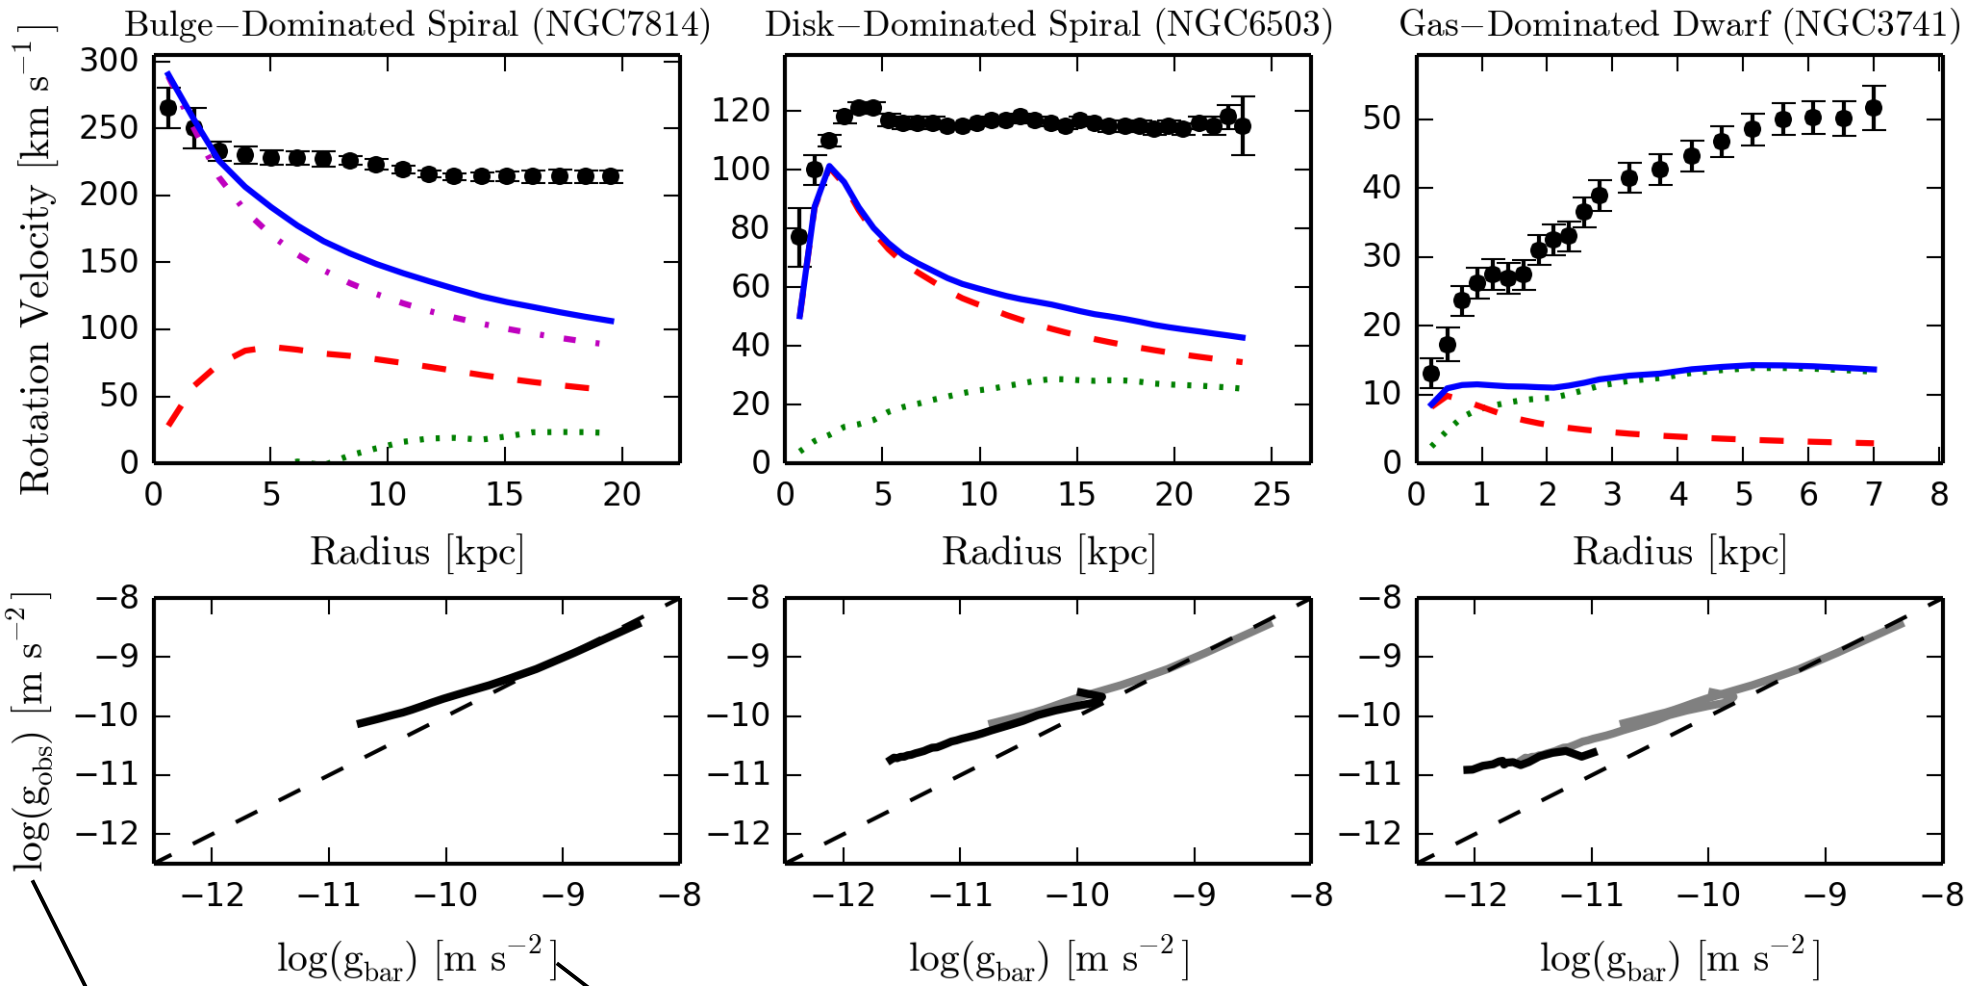 Bulge−Dominated Spiral (NGC7814)
Disk−Dominated Spiral (NGC6503)
Gas−Dominated Dwarf (NGC3741)
Rotation Velocity [km s⁻¹]
300
250
200
150
100
50
0
0 5 10 15 20
Radius [kpc]
120
100
80
60
40
20
0
0 5 10 15 20 25
Radius [kpc]
50
40
30
20
10
0
0 1 2 3 4 5 6 7 8
Radius [kpc]
log(g_obs) [m s⁻²]
−8
−9
−10
−11
−12
−12 −11 −10 −9 −8
log(g_bar) [m s⁻²]
−8
−9
−10
−11
−12
−12 −11 −10 −9 −8
log(g_bar) [m s⁻²]
−8
−9
−10
−11
−12
−12 −11 −10 −9 −8
log(g_bar) [m s⁻²]